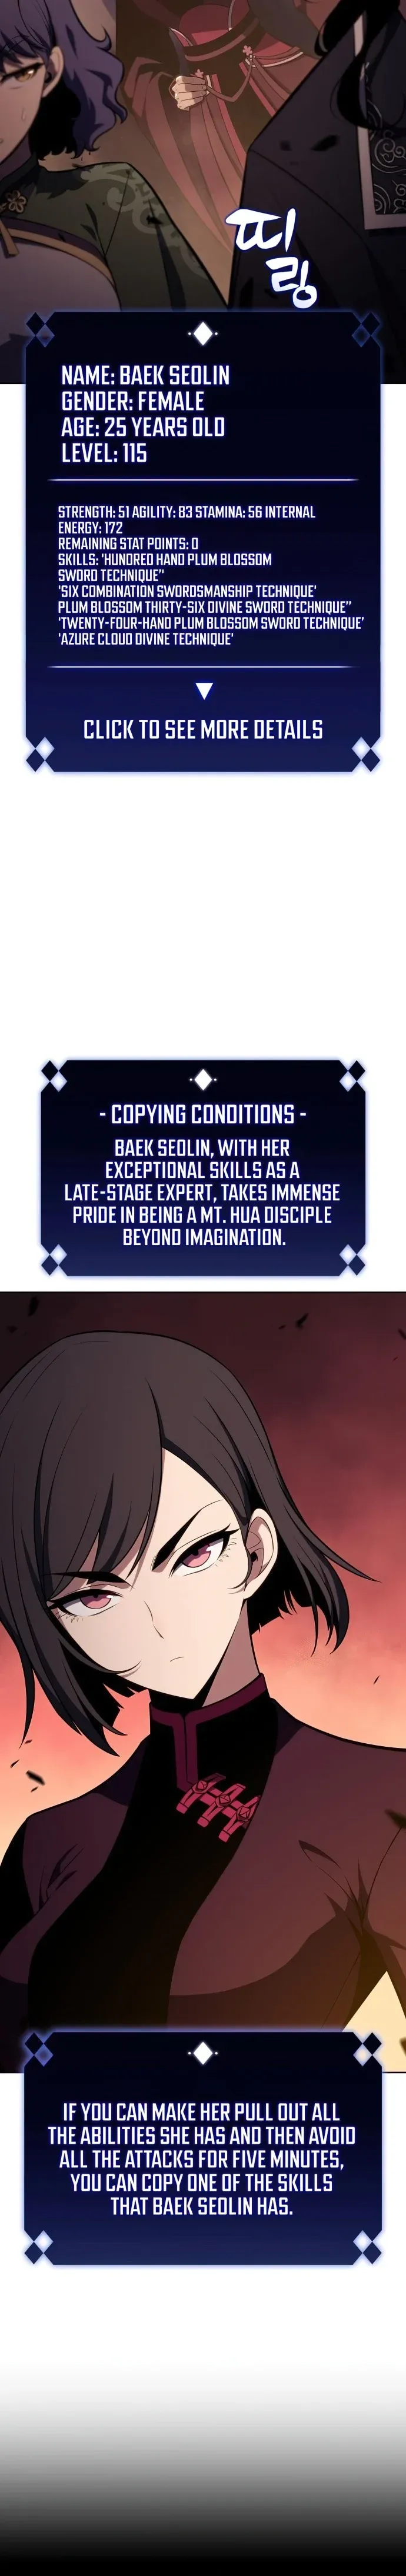 띠
링
NAME: BAEK SEOLIN
GENDER: FEMALE
AGE: 25 YEARS OLD
LEVEL: 115
STRENGTH: 51 AGILITY: 83 STAMINA: 56 INTERNAL
ENERGY: 172
REMAINING STAT POINTS: 0
SKILLS: 'HUNDRED HAND PLUM BLOSSOM
SWORD TECHNIQUE"
'SIX COMBINATION SWORDSMANSHIP TECHNIQUE'
PLUM BLOSSOM THIRTY-SIX DIVINE SWORD TECHNIQUE"
'TWENTY-FOUR-HAND PLUM BLOSSOM SWORD TECHNIQUE'
'AZURE CLOUD DIVINE TECHNIQUE'
CLICK TO SEE MORE DETAILS
- COPYING CONDITIONS -
BAEK SEOLIN, WITH HER
EXCEPTIONAL SKILLS AS A
LATE-STAGE EXPERT, TAKES IMMENSE
PRIDE IN BEING A MT. HUA DISCIPLE
BEYOND IMAGINATION.
IF YOU CAN MAKE HER PULL OUT ALL
THE ABILITIES SHE HAS AND THEN AVOID
ALL THE ATTACKS FOR FIVE MINUTES,
YOU CAN COPY ONE OF THE SKILLS
THAT BAEK SEOLIN HAS.